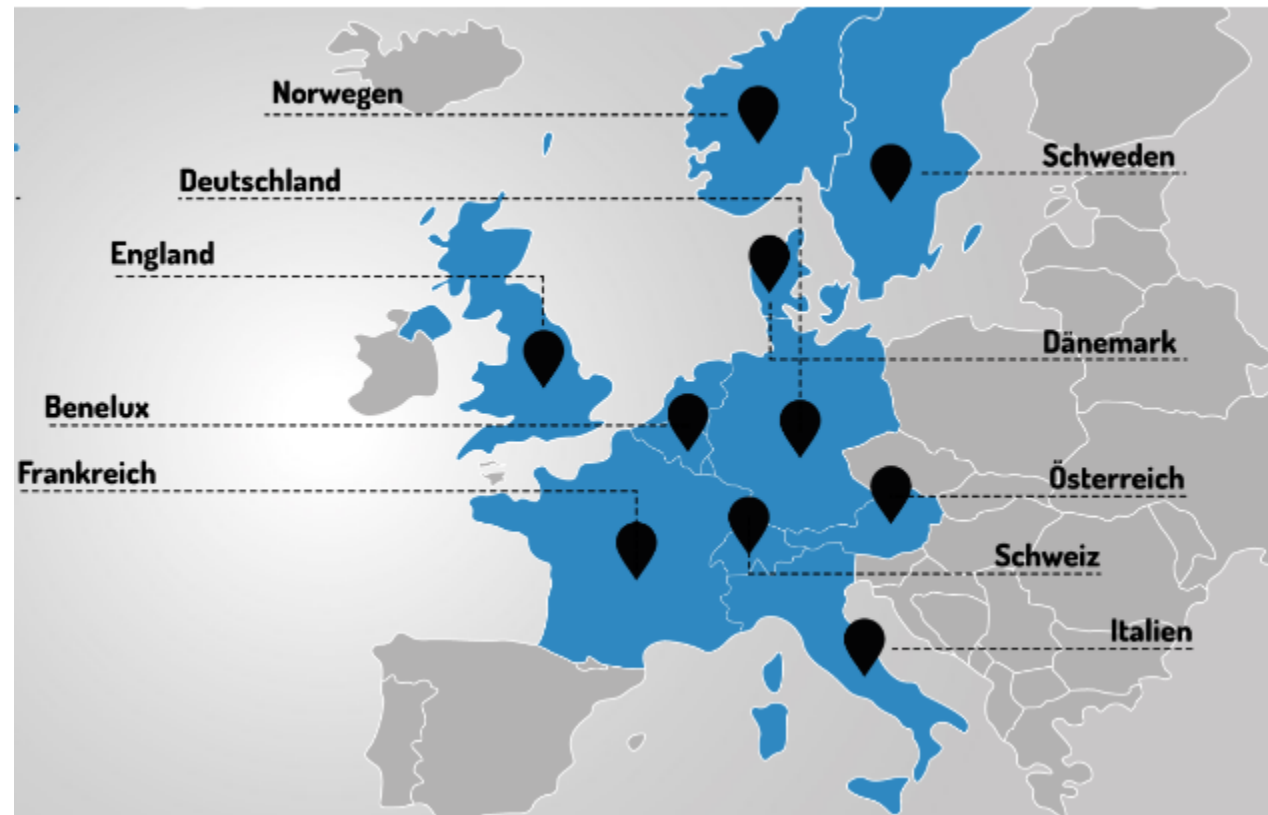 Norwegen
Schweden
Deutschland
England
Dänemark
Benelux
Frankreich
Österreich
Schweiz
Italien